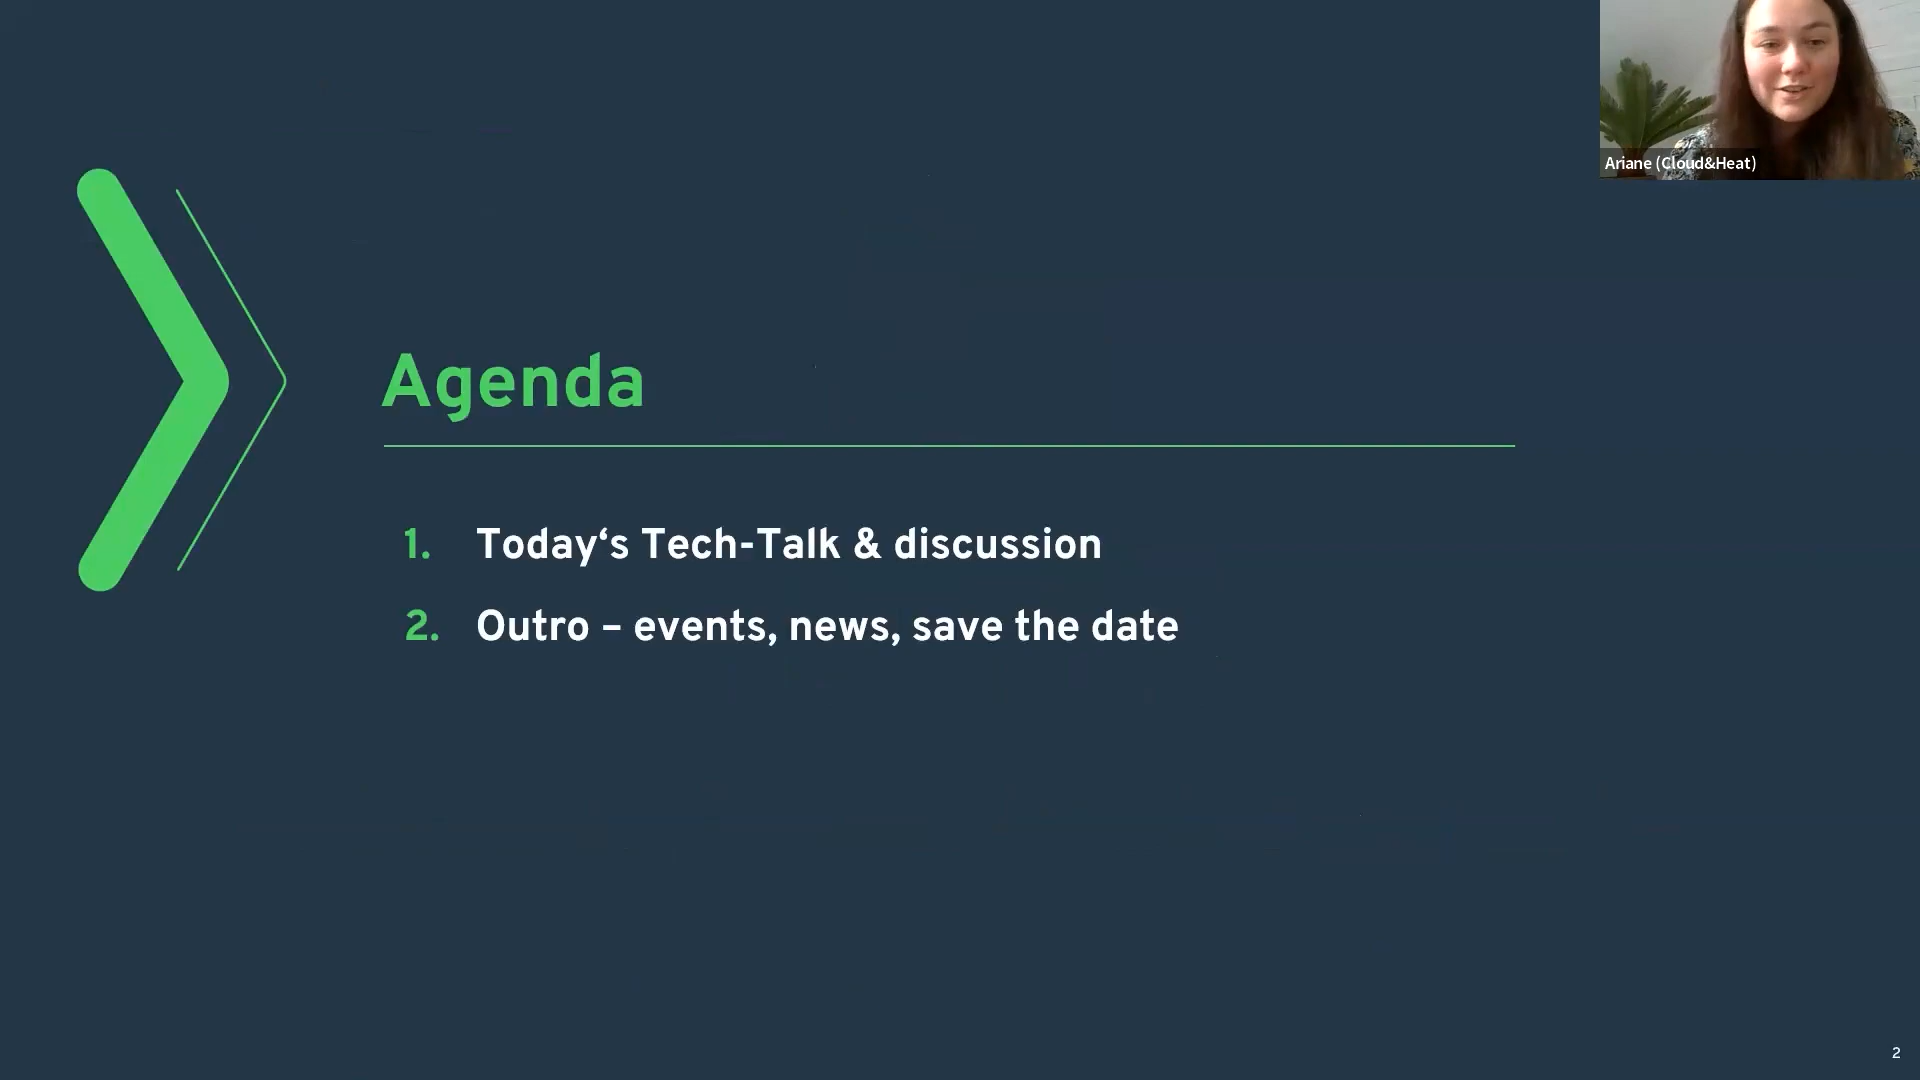 Ariane (Cloud&Heat)
Agenda
1. Today‘s Tech-Talk & discussion
2. Outro – events, news, save the date
2